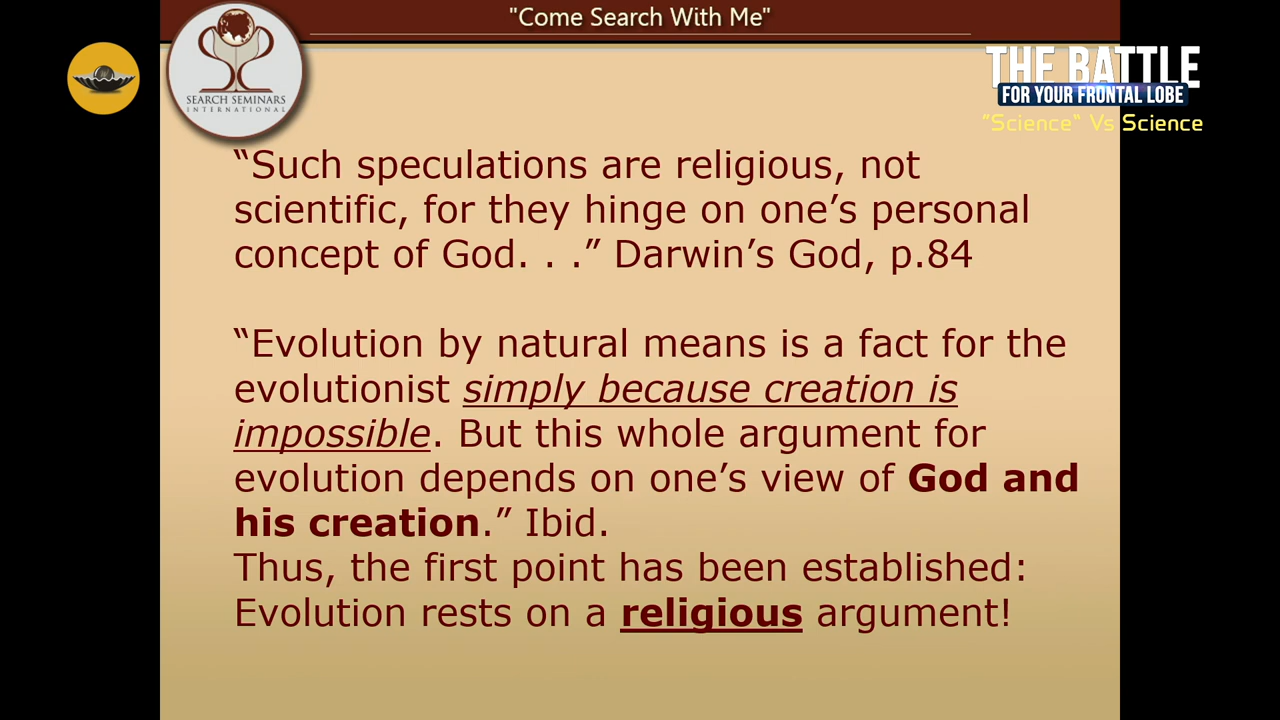 "Come Search With Me"
SEARCH SEMINARS
INTERNATIONAL
THE BATTLE
FOR YOUR FRONTAL LOBE
"Science" Vs Science
“Such speculations are religious, not
scientific, for they hinge on one’s personal
concept of God. . .” Darwin’s God, p.84
“Evolution by natural means is a fact for the
evolutionist simply because creation is
impossible. But this whole argument for
evolution depends on one’s view of God and
his creation.” Ibid.
Thus, the first point has been established:
Evolution rests on a religious argument!